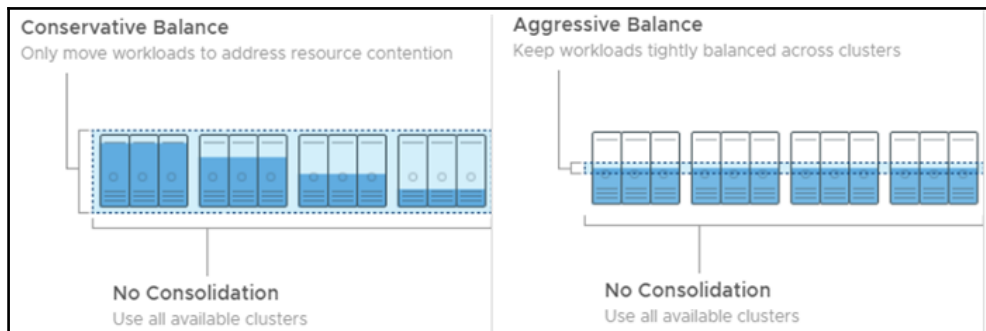 Conservative Balance
Only move workloads to address resource contention
No Consolidation
Use all available clusters
Aggressive Balance
Keep workloads tightly balanced across clusters
No Consolidation
Use all available clusters